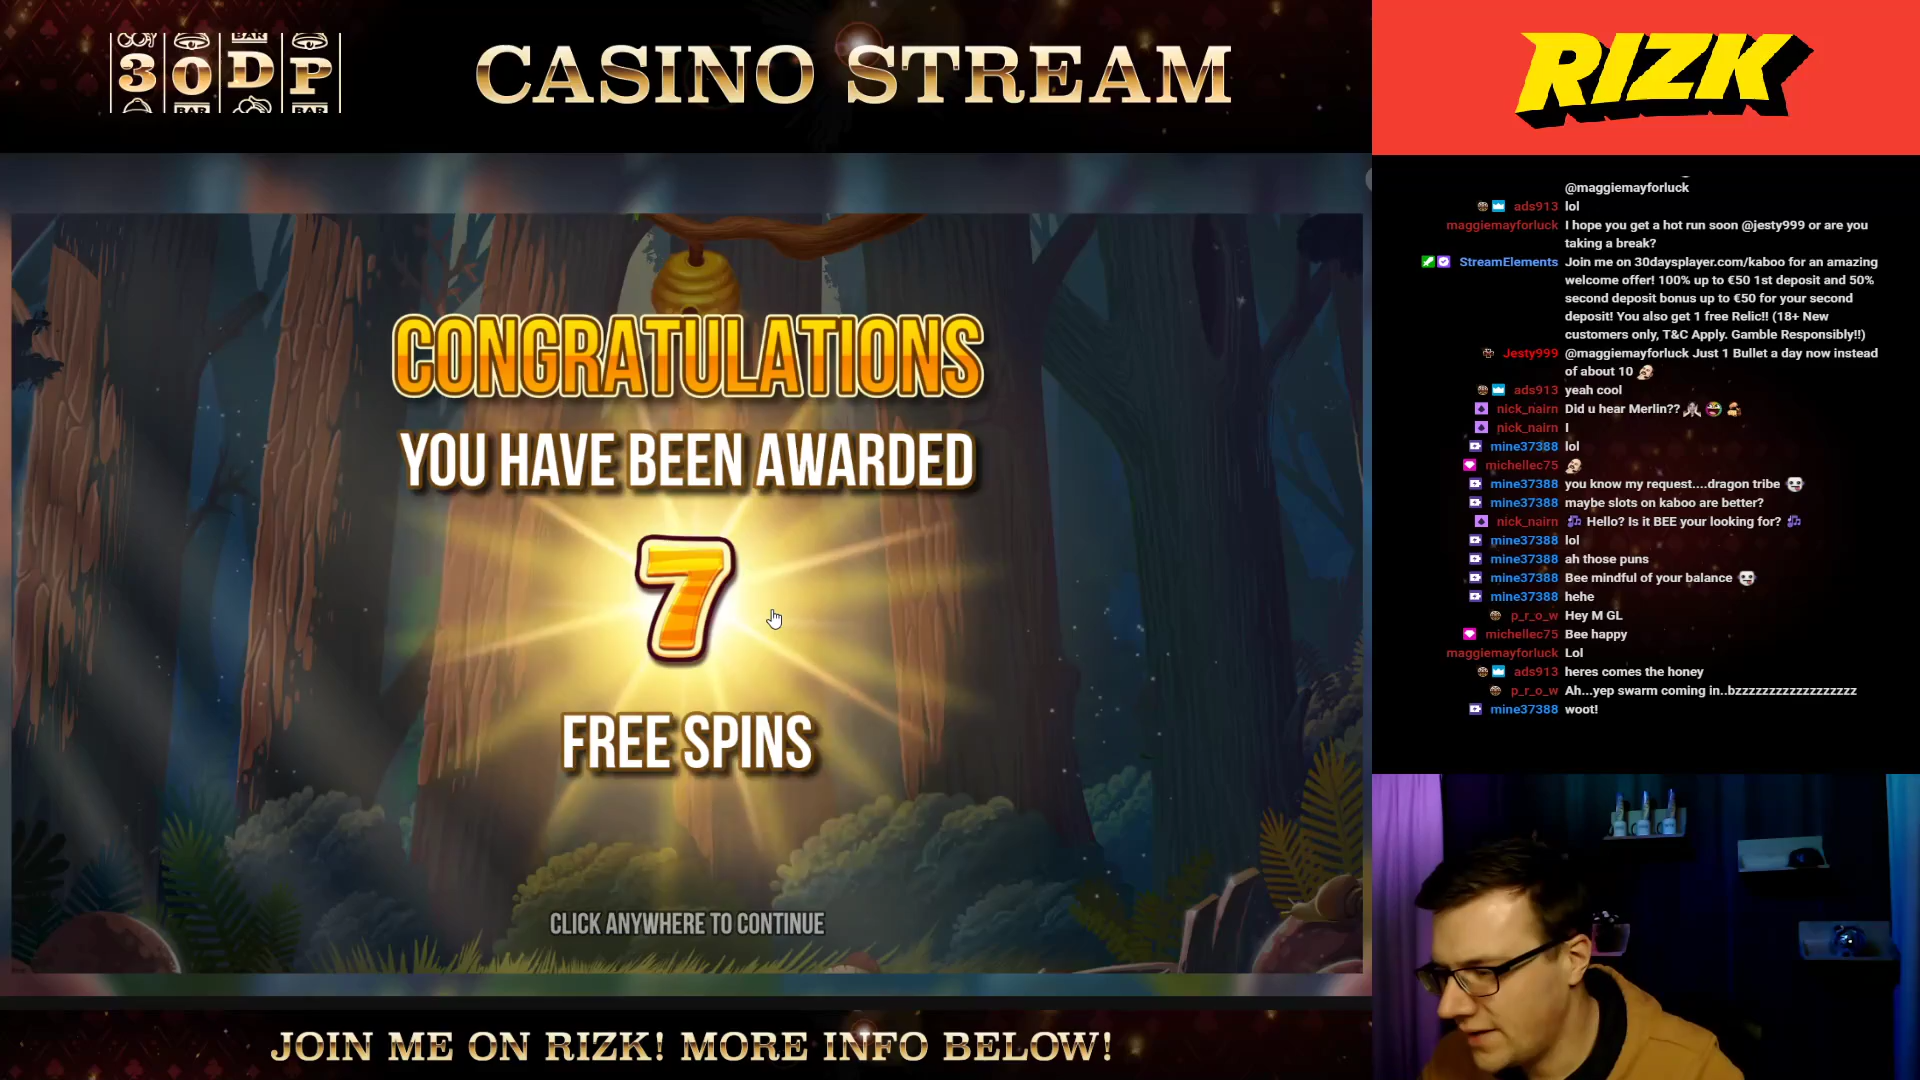 BAR
30DP
BAR
BAR
CASINO STREAM
RIZK
CONGRATULATIONS
YOU HAVE BEEN AWARDED
7
FREE SPINS
CLICK ANYWHERE TO CONTINUE
JOIN ME ON RIZK! MORE INFO BELOW!
@maggiemayforluck
ads913 lol
maggiemayforluck I hope you get a hot run soon @jesty999 or are you
taking a break?
StreamElements Join me on 30daysplayer.com/kaboo for an amazing
welcome offer! 100% up to €50 1st deposit and 50%
second deposit bonus up to €50 for your second
deposit! You also get 1 free Relic!! (18+ New
customers only, T&C Apply. Gamble Responsibly!!)
Jesty999 @maggiemayforluck Just 1 Bullet a day now instead
of about 10
ads913 yeah cool
nick_nairn Did u hear Merlin??
nick_nairn I
mine37388 lol
michellec75
mine37388 you know my request....dragon tribe
mine37388 maybe slots on kaboo are better?
nick_nairn 🎶 Hello? Is it BEE your looking for? 🎶
mine37388 lol
mine37388 ah those puns
mine37388 Bee mindful of your balance
mine37388 hehe
p_r_o_w Hey M GL
michellec75 Bee happy
maggiemayforluck Lol
ads913 heres comes the honey
p_r_o_w Ah...yep swarm coming in..bzzzzzzzzzzzzzzzzzz
mine37388 woot!